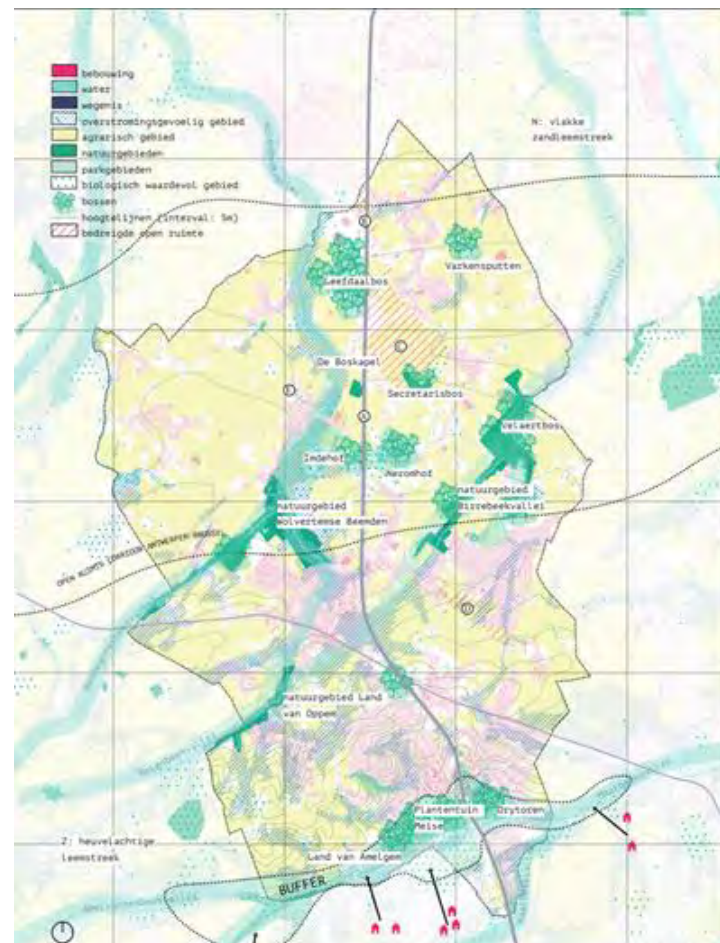 bebouwing
water
wegenis
overstromingsgevoelig gebied
agrarisch gebied
natuurgebieden
parkgebieden
biologisch waardevol gebied
bossen
hoogtelijnen (interval: 5m)
bedreigde open ruimte
N: vlakke
zandleemstreek
Varkensputten
Leefdaalbos
De Boskapel
Secretarisbos
Velaertbos
Imdehof
natuurgebied
Birrebeekvallei
natuurgebied
Wolvertemse Beemden
OPEN RUIMTE CORRIDOR ANTWERPEN-BRUSSEL
natuurgebied Land
van Oppem
Plantentuin
Meise
Drytoren
Z: heuvelachtige
leemstreek
Land van Amelgem
BUFFER